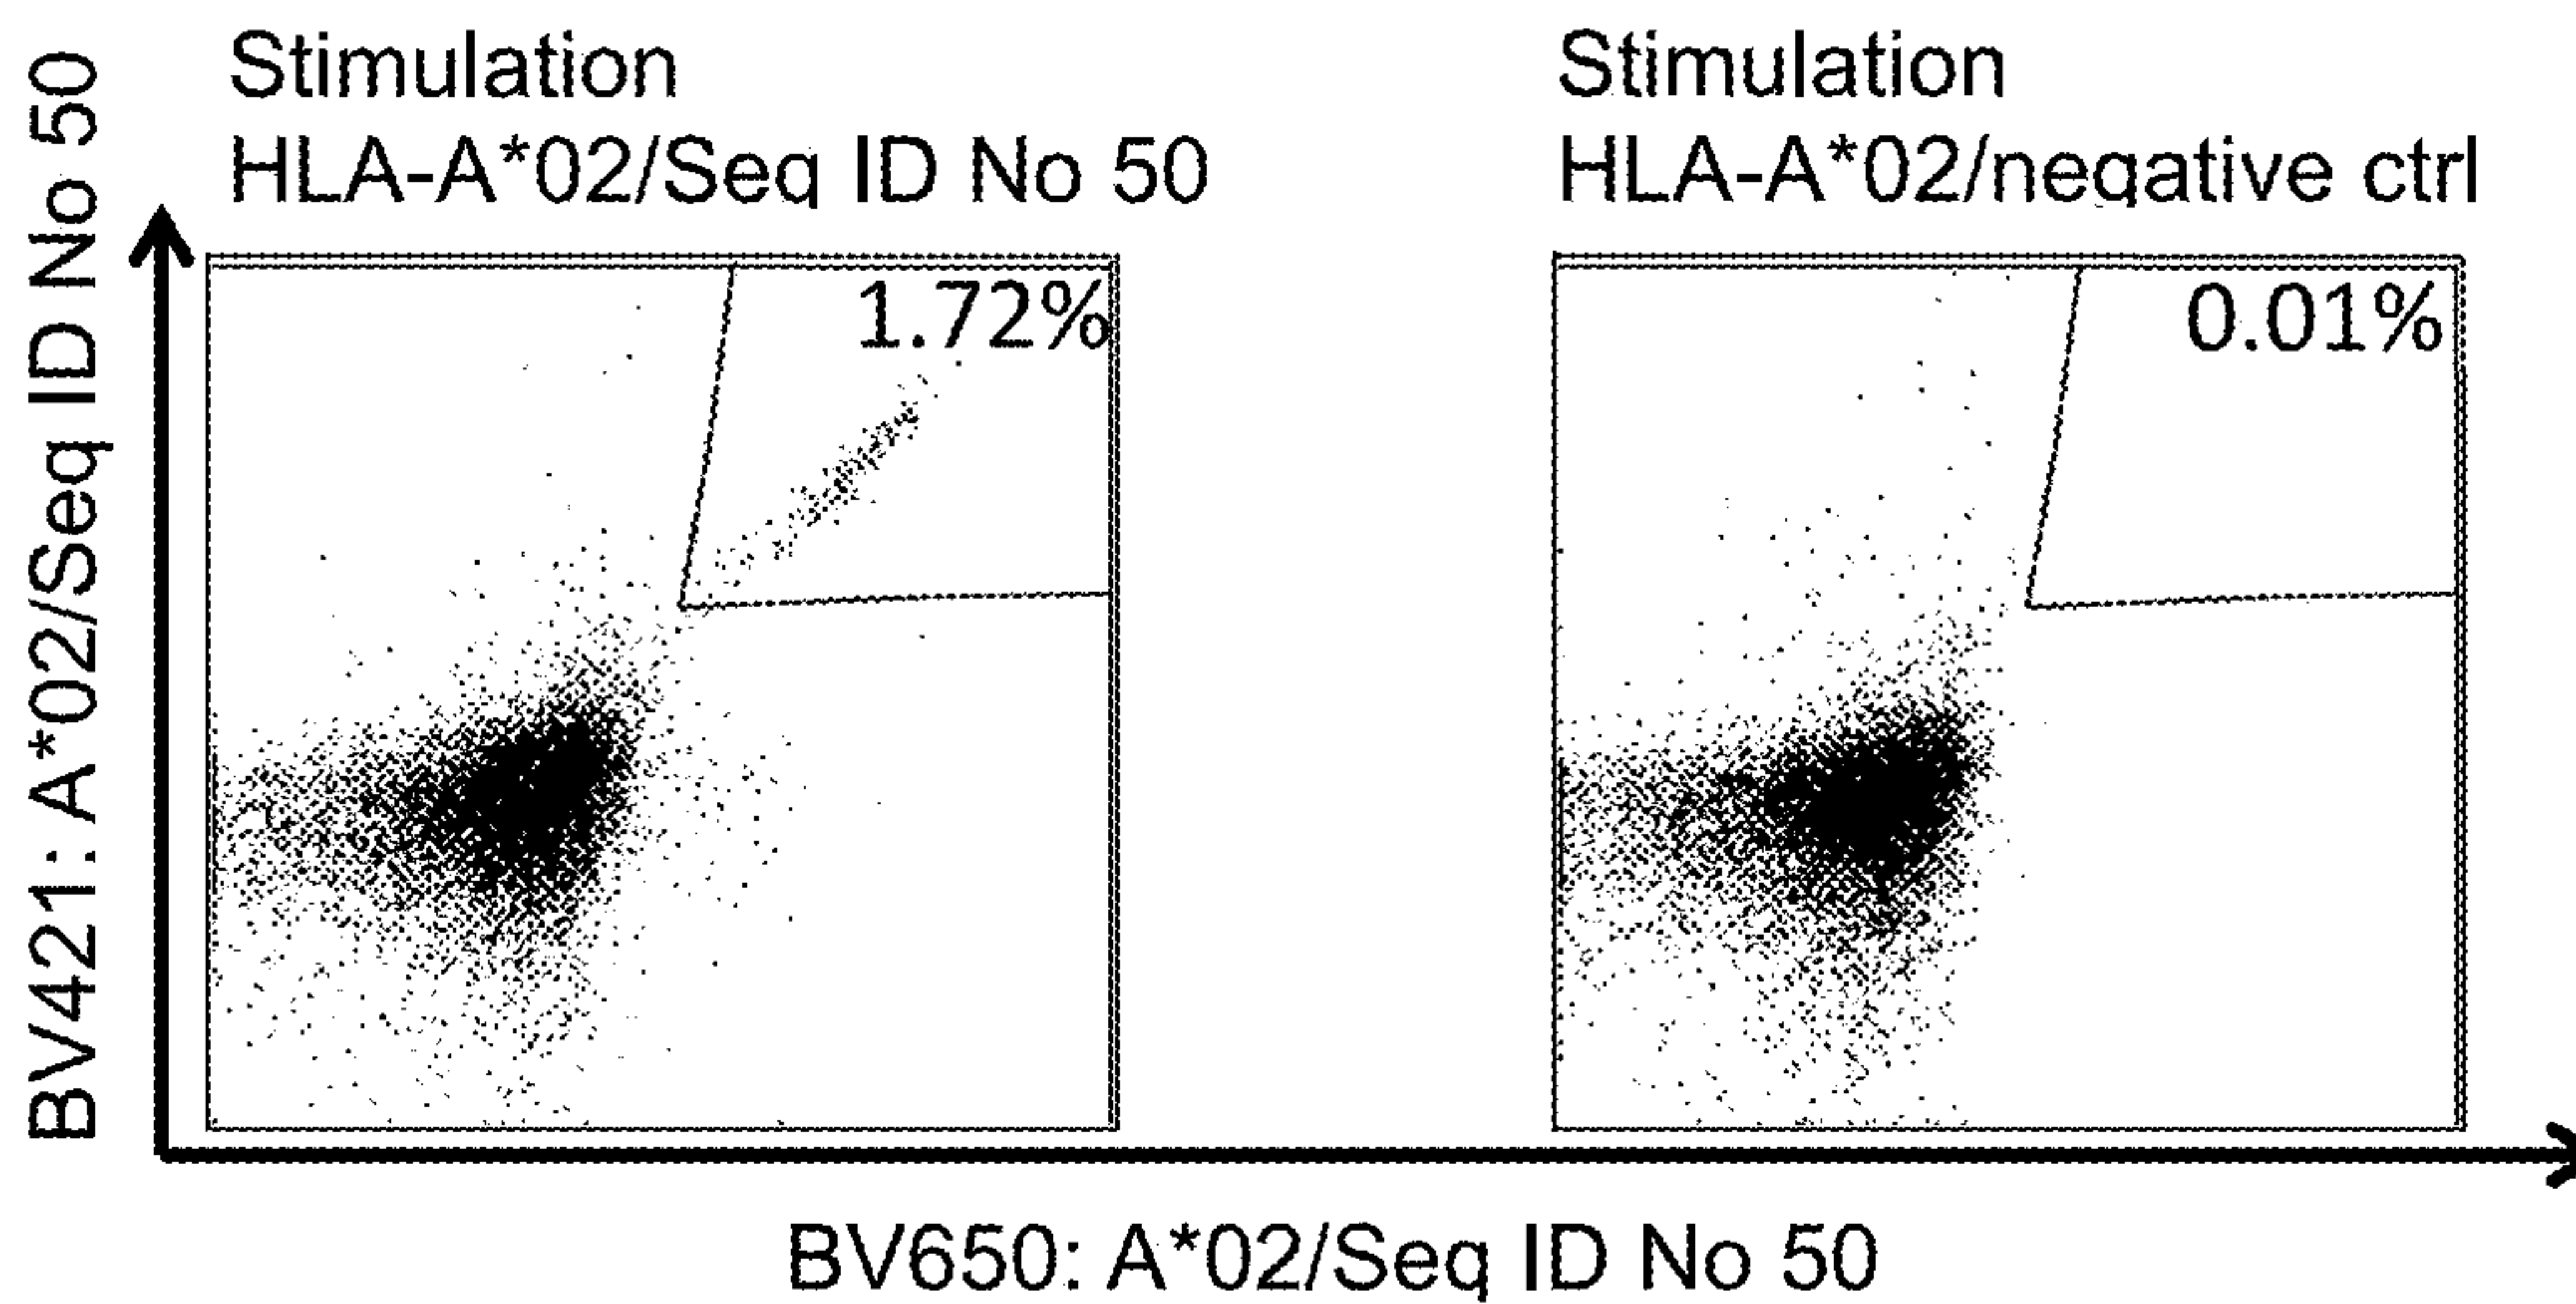 Stimulation
HLA-A*02/Seq ID No 50
Stimulation
HLA-A*02/negative ctrl
BV421: A*02/Seq ID No 50
1.72%
0.01%
BV650: A*02/Seq ID No 50